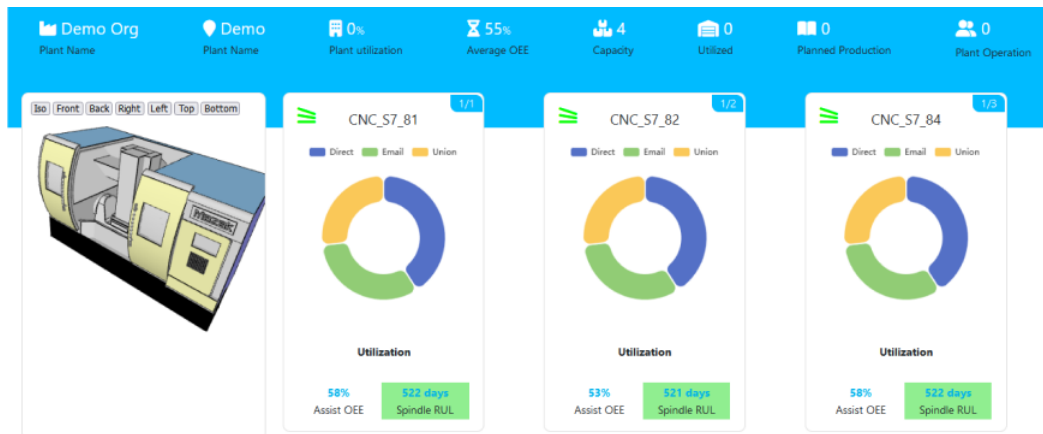 Demo Org
Plant Name
Demo
Plant Name
0%
Plant utilization
55%
Average OEE
4
Capacity
0
Utilized
0
Planned Production
0
Plant Operation
Iso Front Back Right Left Top Bottom
Mazak
1/1
CNC_S7_81
Direct Email Union
Utilization
58%
Assist OEE
522 days
Spindle RUL
1/2
CNC_S7_82
Direct Email Union
Utilization
53%
Assist OEE
521 days
Spindle RUL
1/3
CNC_S7_84
Direct Email Union
Utilization
58%
Assist OEE
522 days
Spindle RUL